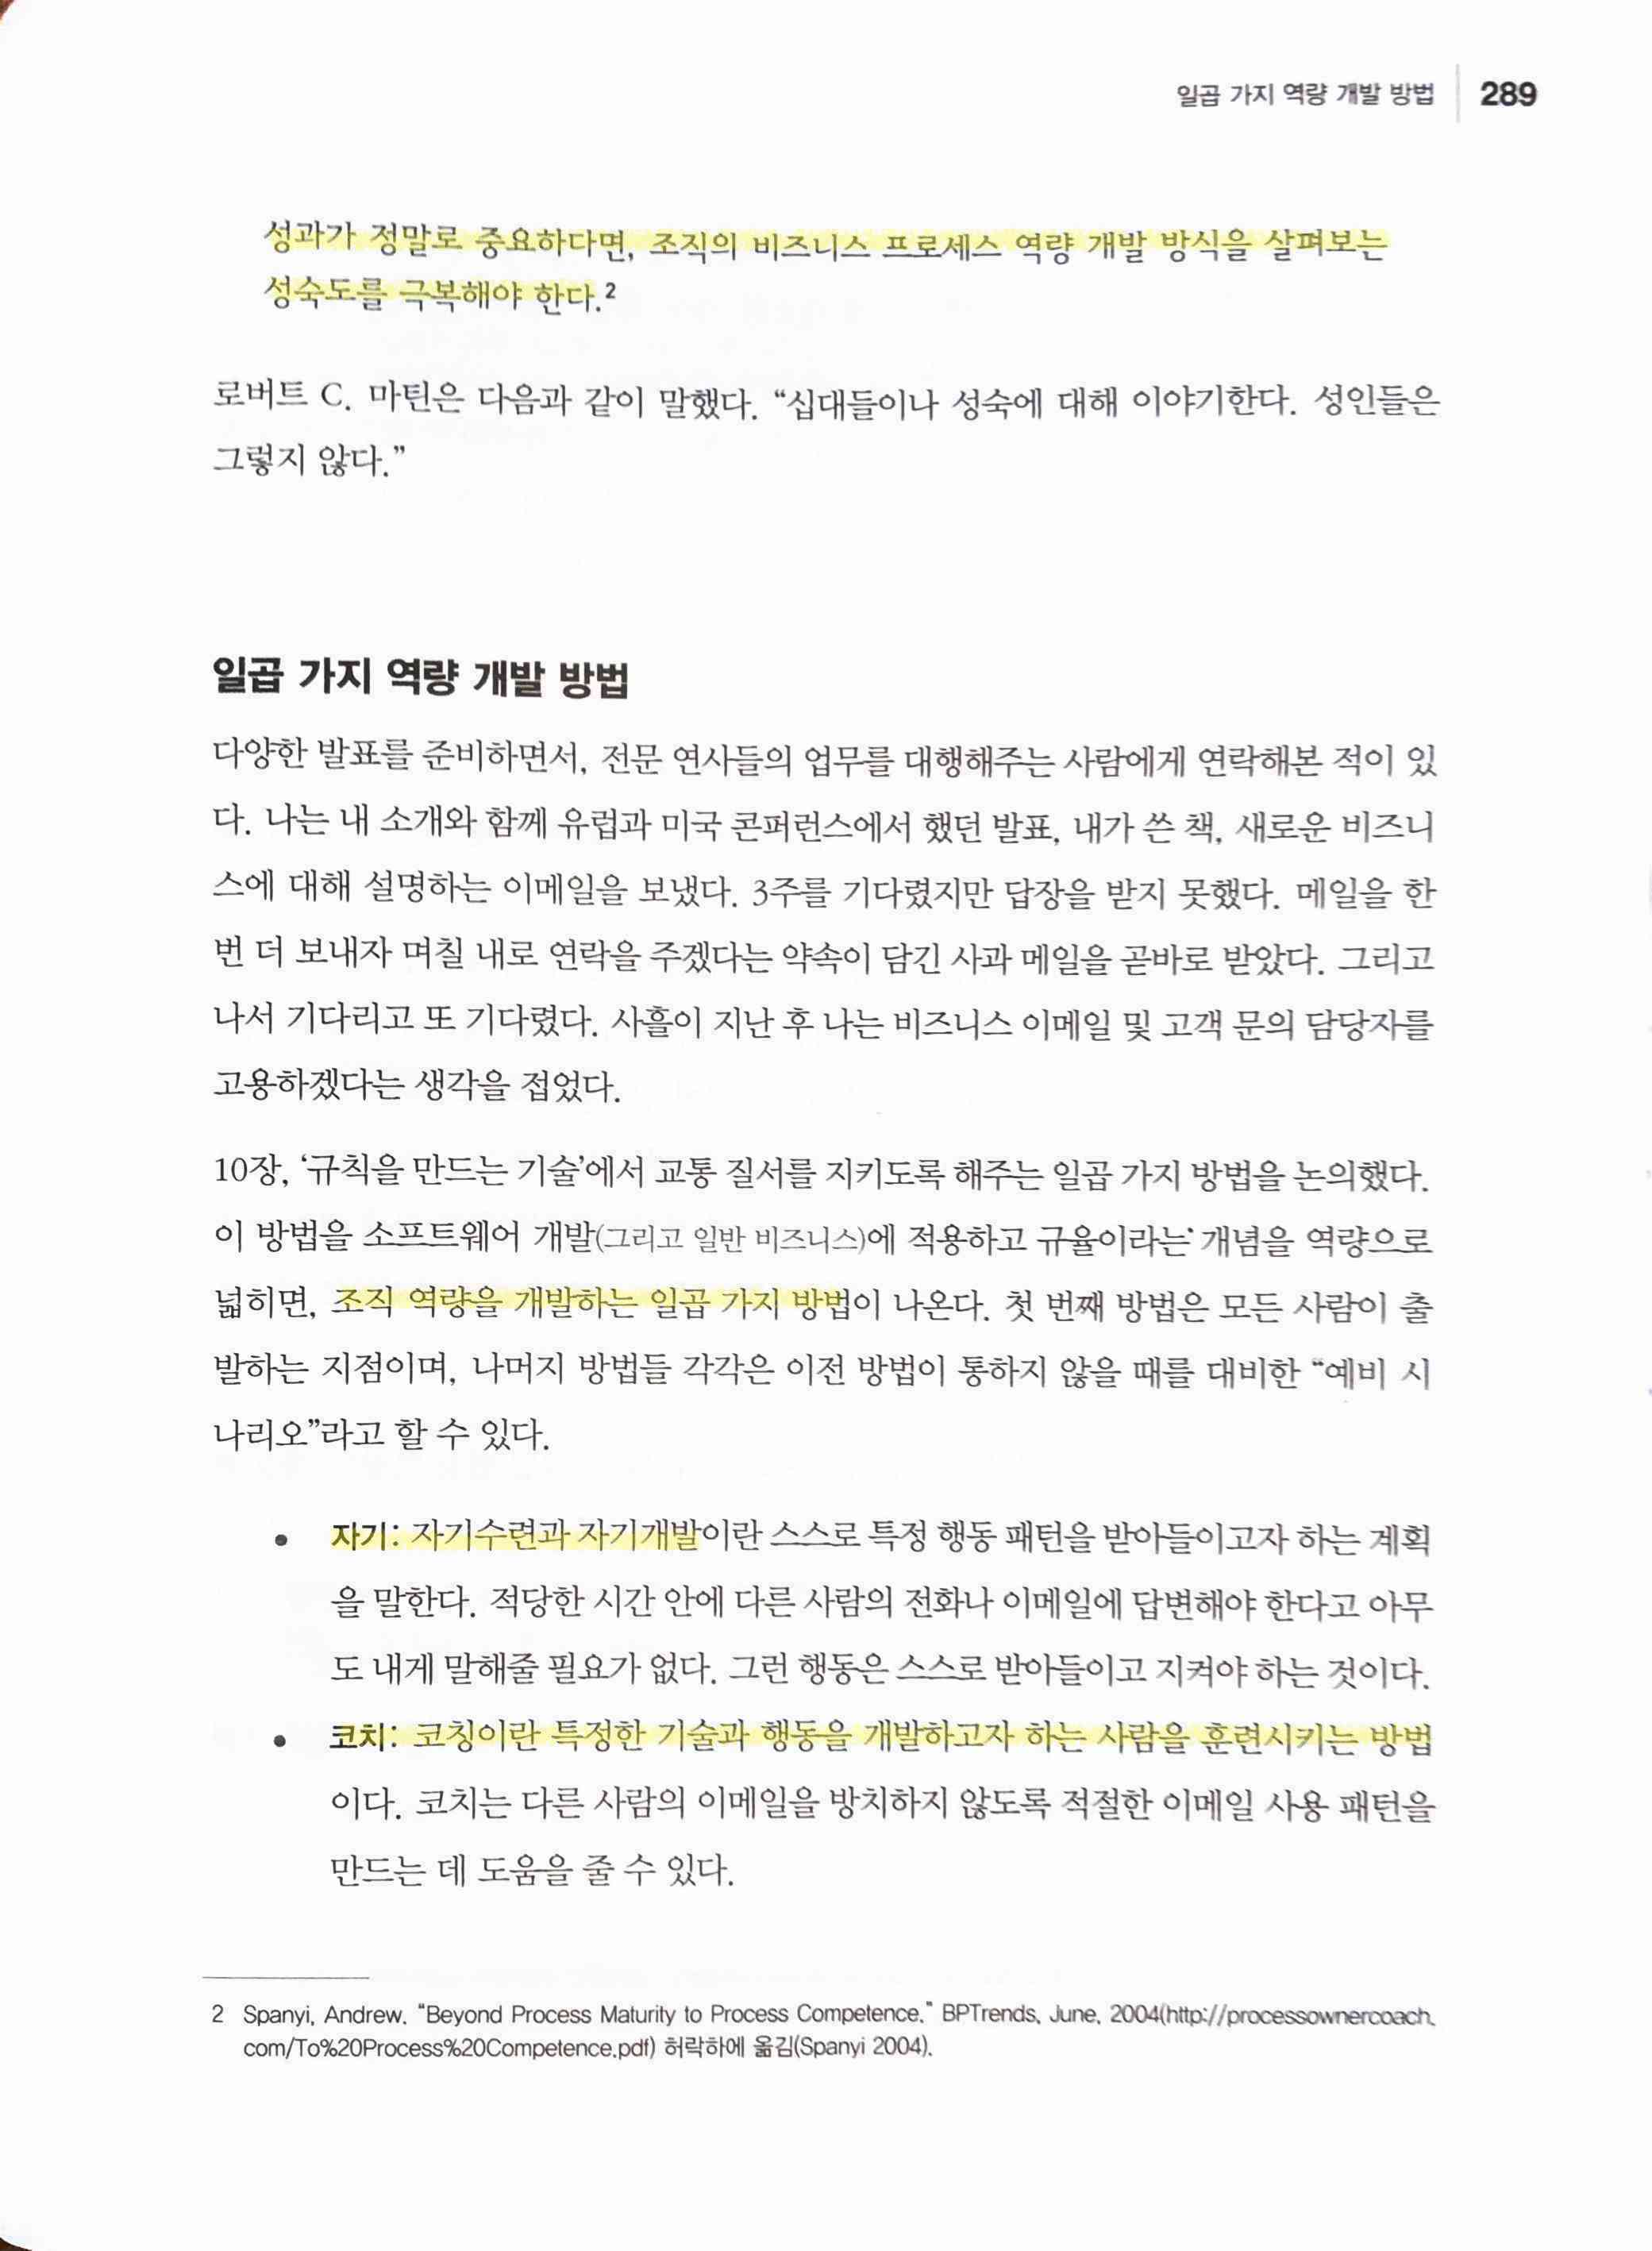 일곱 가지 역량 개발 방법 289
성과가 정말로 중요하다면, 조직의 비즈니스 프로세스 역량 개발 방식을 살펴보는
성숙도를 극복해야 한다.2
로버트 C. 마틴은 다음과 같이 말했다. “십대들이나 성숙에 대해 이야기한다. 성인들은
그렇지 않다.”
일곱 가지 역량 개발 방법
다양한 발표를 준비하면서, 전문 연사들의 업무를 대행해주는 사람에게 연락해본 적이 있
다. 나는 내 소개와 함께 유럽과 미국 콘퍼런스에서 했던 발표, 내가 쓴 책, 새로운 비즈니
스에 대해 설명하는 이메일을 보냈다. 3주를 기다렸지만 답장을 받지 못했다. 메일을 한
번 더 보내자 며칠 내로 연락을 주겠다는 약속이 담긴 사과 메일을 곧바로 받았다. 그리고
나서 기다리고 또 기다렸다. 사흘이 지난 후 나는 비즈니스 이메일 및 고객 문의 담당자를
고용하겠다는 생각을 접었다.
10장, ‘규칙을 만드는 기술’에서 교통 질서를 지키도록 해주는 일곱 가지 방법을 논의했다.
이 방법을 소프트웨어 개발(그리고 일반 비즈니스)에 적용하고 규율이라는 개념을 역량으로
넓히면, 조직 역량을 개발하는 일곱 가지 방법이 나온다. 첫 번째 방법은 모든 사람이 출
발하는 지점이며, 나머지 방법들 각각은 이전 방법이 통하지 않을 때를 대비한 “예비 시
나리오”라고 할 수 있다.
• 자기: 자기수련과 자기개발이란 스스로 특정 행동 패턴을 받아들이고자 하는 계획
을 말한다. 적당한 시간 안에 다른 사람의 전화나 이메일에 답변해야 한다고 아무
도 내게 말해줄 필요가 없다. 그런 행동은 스스로 받아들이고 지켜야 하는 것이다.
• 코치: 코칭이란 특정한 기술과 행동을 개발하고자 하는 사람을 훈련시키는 방법
이다. 코치는 다른 사람의 이메일을 방치하지 않도록 적절한 이메일 사용 패턴을
만드는 데 도움을 줄 수 있다.
2 Spanyi, Andrew. “Beyond Process Maturity to Process Competence.” BPTrends, June, 2004(http://processownercoach.
com/To%20Process%20Competence.pdf) 허락하에 옮김(Spanyi 2004).